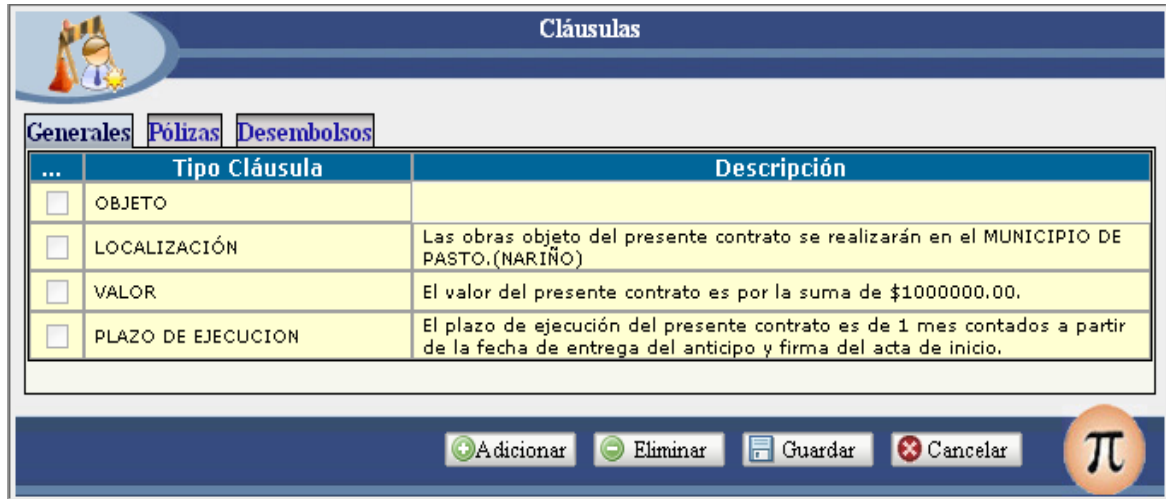 Cláusulas
Generales Pólizas Desembolsos
... Tipo Cláusula Descripción
OBJETO
LOCALIZACIÓN Las obras objeto del presente contrato se realizarán en el MUNICIPIO DE
PASTO.(NARIÑO)
VALOR El valor del presente contrato es por la suma de $1000000.00.
PLAZO DE EJECUCION El plazo de ejecución del presente contrato es de 1 mes contados a partir
de la fecha de entrega del anticipo y firma del acta de inicio.
Adicionar Eliminar Guardar Cancelar π